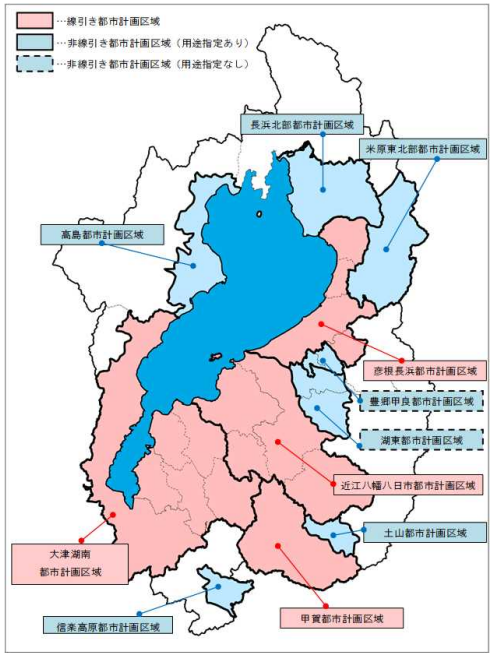 …線引き都市計画区域
…非線引き都市計画区域（用途指定あり）
…非線引き都市計画区域（用途指定なし）
長浜北部都市計画区域
米原東北部都市計画区域
高島都市計画区域
彦根長浜都市計画区域
豊郷甲良都市計画区域
湖東都市計画区域
近江八幡八日市都市計画区域
土山都市計画区域
大津湖南
都市計画区域
甲賀都市計画区域
信楽高原都市計画区域